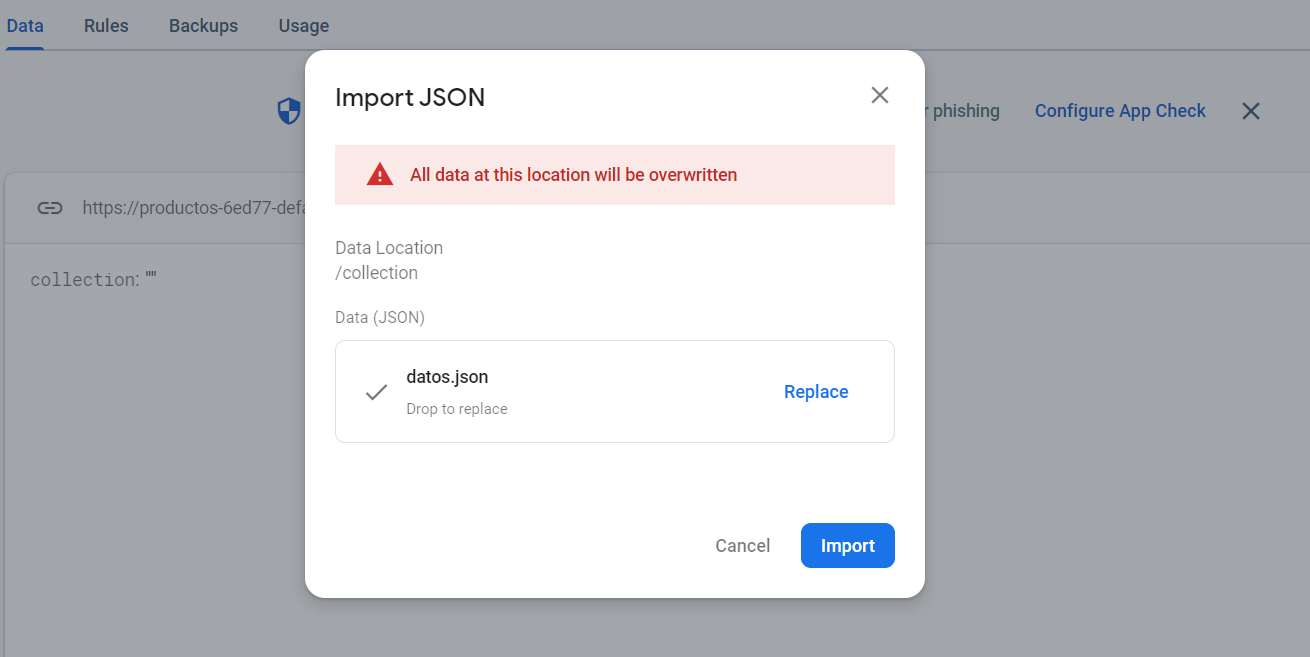 Data Rules Backups Usage
Import JSON
phishing Configure App Check
All data at this location will be overwritten
https://productos-6ed77-defa
collection: ""
Data Location
/collection
Data (JSON)
datos.json
Drop to replace
Replace
Cancel Import